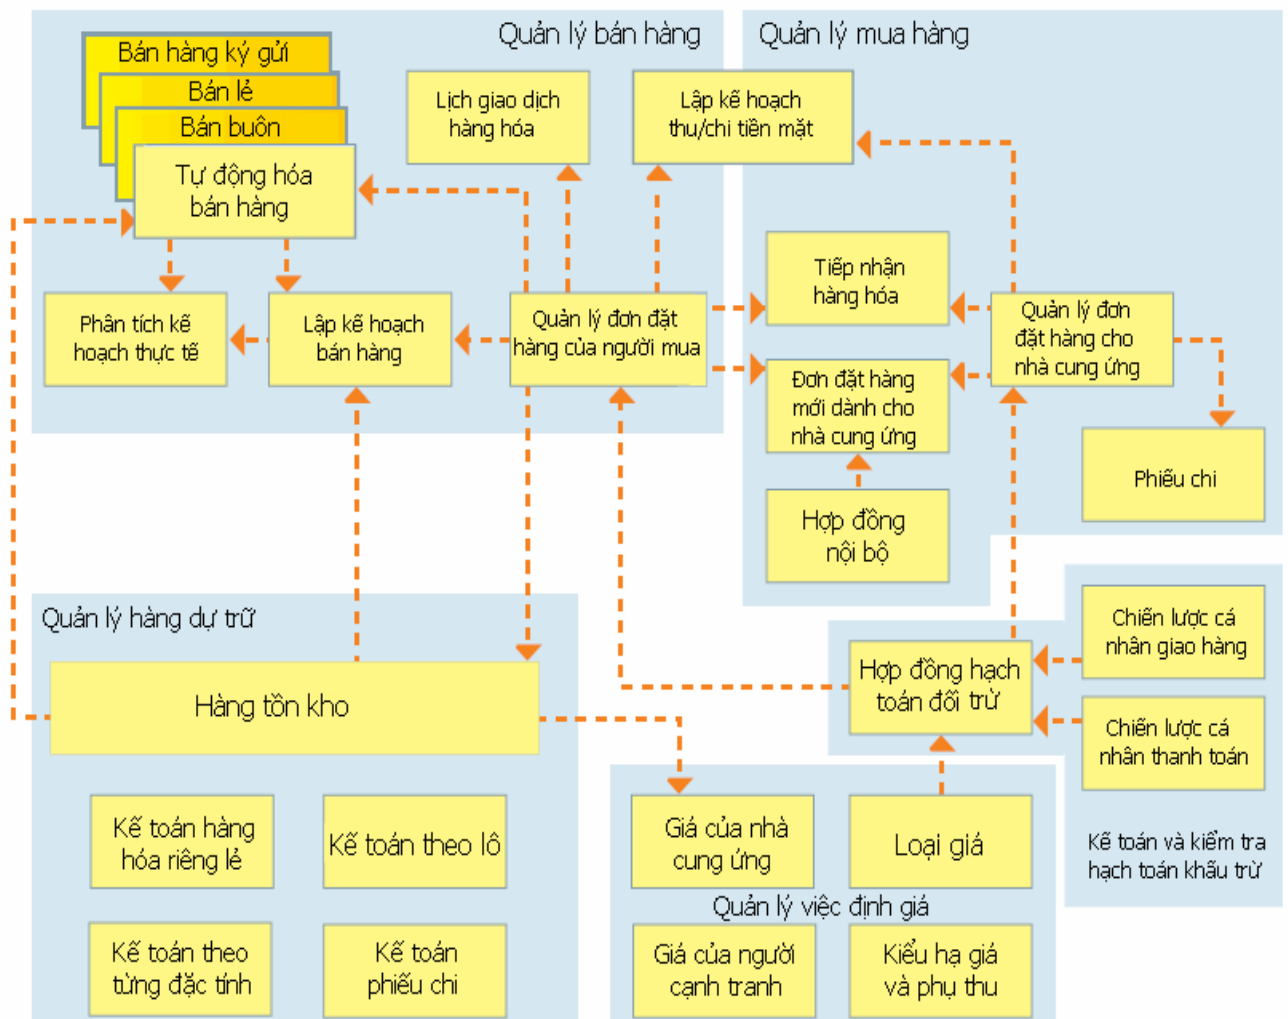 Quản lý bán hàng
Bán hàng ký gửi
Bán lẻ
Bán buôn
Tự động hóa
bán hàng
Lịch giao dịch
hàng hóa
Lập kế hoạch
thu/chi tiền mặt
Phân tích kế
hoạch thực tế
Lập kế hoạch
bán hàng
Quản lý đơn đặt
hàng của người mua
Quản lý mua hàng
Tiếp nhận
hàng hóa
Quản lý đơn
đặt hàng cho
nhà cung ứng
Đơn đặt hàng
mới dành cho
nhà cung ứng
Phiếu chi
Hợp đồng
nội bộ
Quản lý hàng dự trữ
Hàng tồn kho
Kế toán hàng
hóa riêng lẻ
Kế toán theo lô
Kế toán theo
từng đặc tính
Kế toán
phiếu chi
Hợp đồng hạch
toán đối trừ
Chiến lược cá
nhân giao hàng
Chiến lược cá
nhân thanh toán
Kế toán và kiểm tra
hạch toán khấu trừ
Giá của nhà
cung ứng
Loại giá
Quản lý việc định giá
Giá của người
cạnh tranh
Kiểu hạ giá
và phụ thu